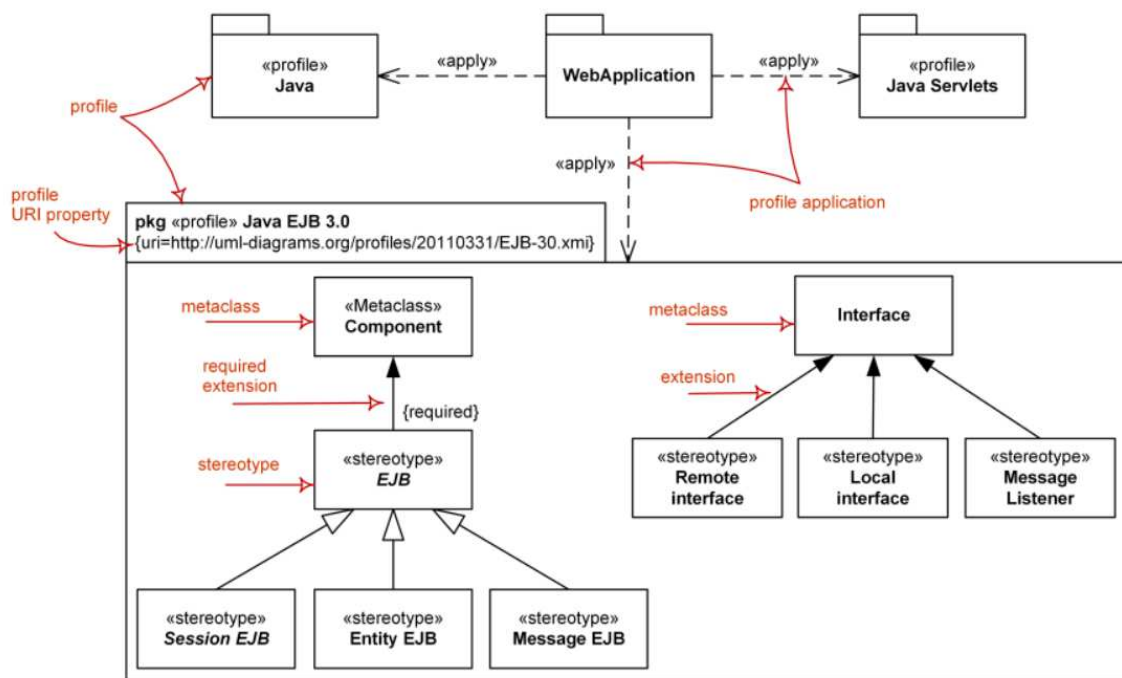 «profile»
Java
«apply»
WebApplication
«apply»
«profile»
Java Servlets
profile
«apply»
profile application
profile
URI property
pkg «profile» Java EJB 3.0
{uri=http://uml-diagrams.org/profiles/20110331/EJB-30.xmi}
metaclass
«Metaclass»
Component
metaclass
Interface
required
extension
{required}
extension
stereotype
«stereotype»
EJB
«stereotype»
Remote
interface
«stereotype»
Local
interface
«stereotype»
Message
Listener
«stereotype»
Session EJB
«stereotype»
Entity EJB
«stereotype»
Message EJB